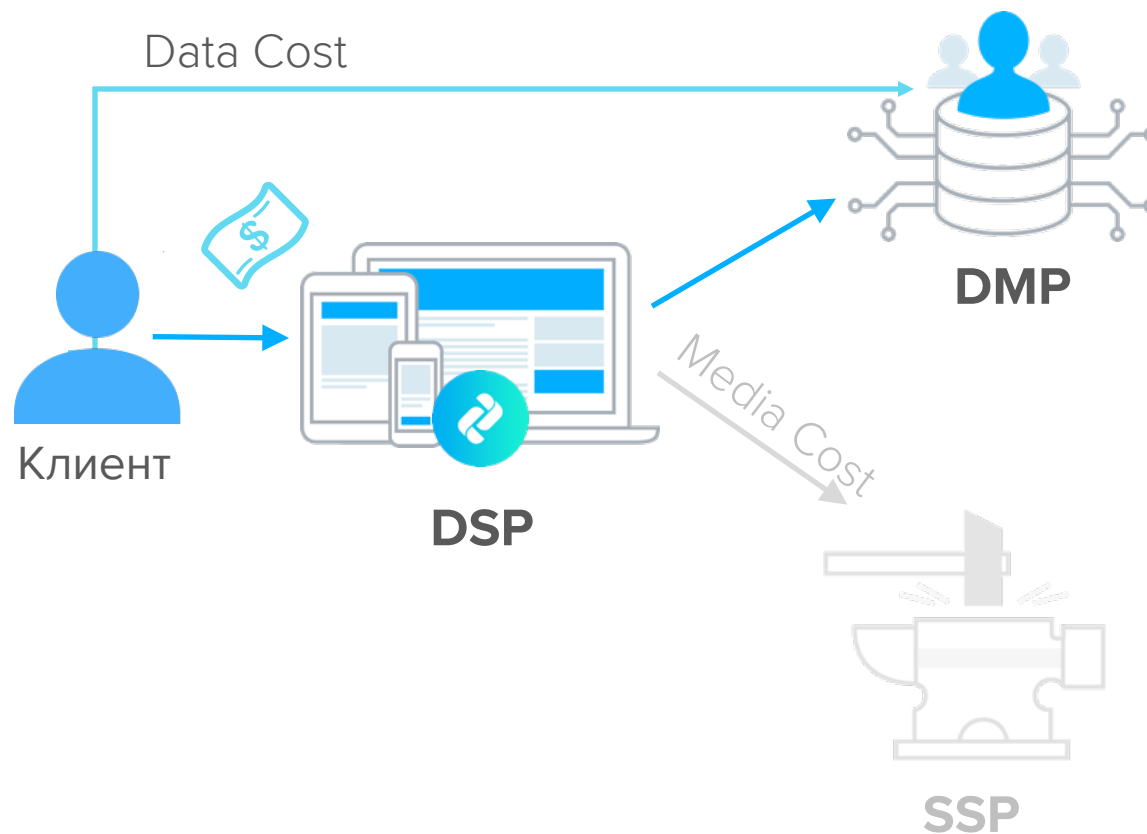 Data Cost
$
DMP
Media Cost
Клиент
DSP
SSP